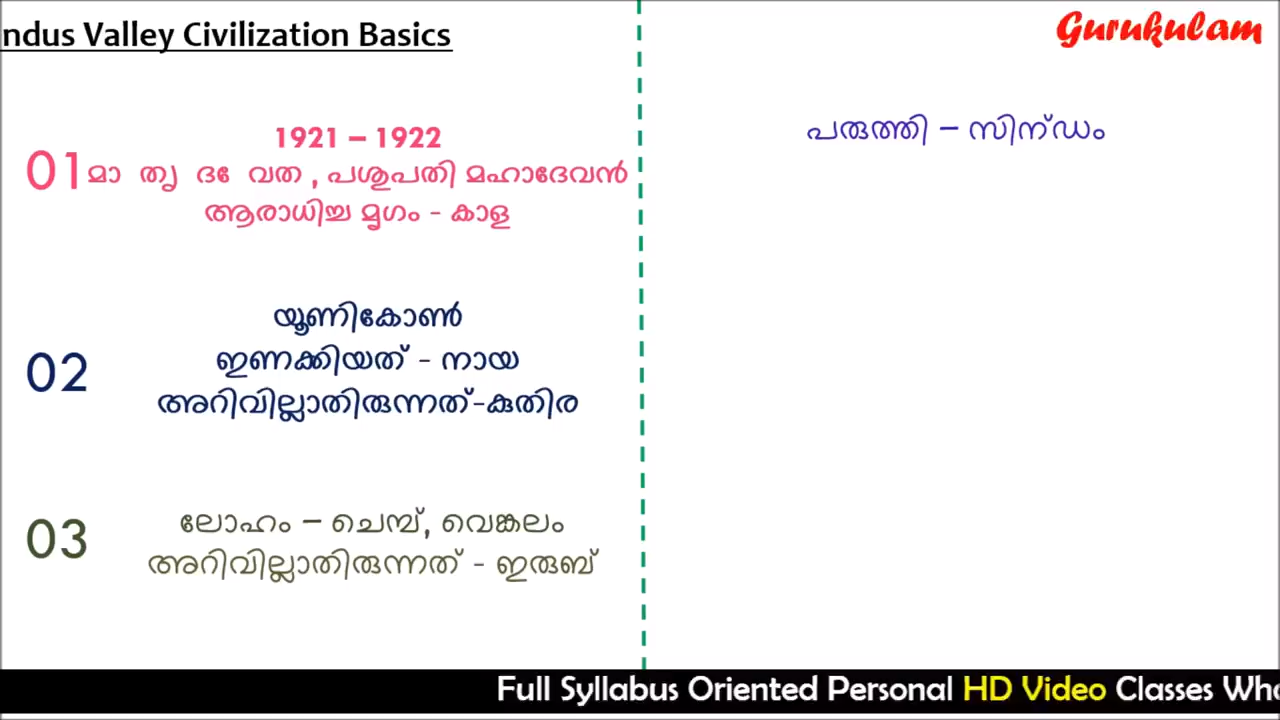 ndus Valley Civilization Basics
Gurukulam
01
1921 – 1922
മാ തൃ ദേ വത , പശുപതി മഹാദേവൻ
ആരാധിച്ച മൃഗം - കാള
02
യൂണികോൺ
ഇണക്കിയത് - നായ
അറിവില്ലാതിരുന്നത്-കുതിര
03
ലോഹം – ചെമ്പ്, വെങ്കലം
അറിവില്ലാതിരുന്നത് - ഇരുബ്
പരുത്തി – സിന്ഡം
Full Syllabus Oriented Personal HD Video Classes Wha